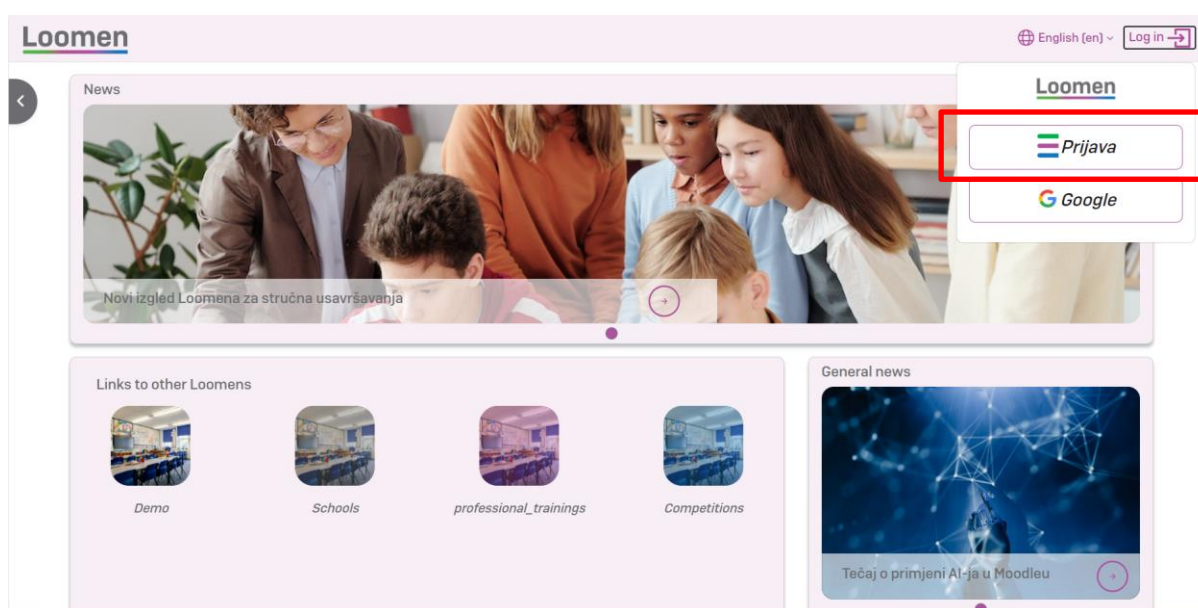 Loomen
English (en)
Log in
News
Loomen
Prijava
Google
Novi izgled Loomena za stručna usavršavanja
Links to other Loomens
Demo
Schools
professional_trainings
Competitions
General news
Tečaj o primjeni AI-ja u Moodleu